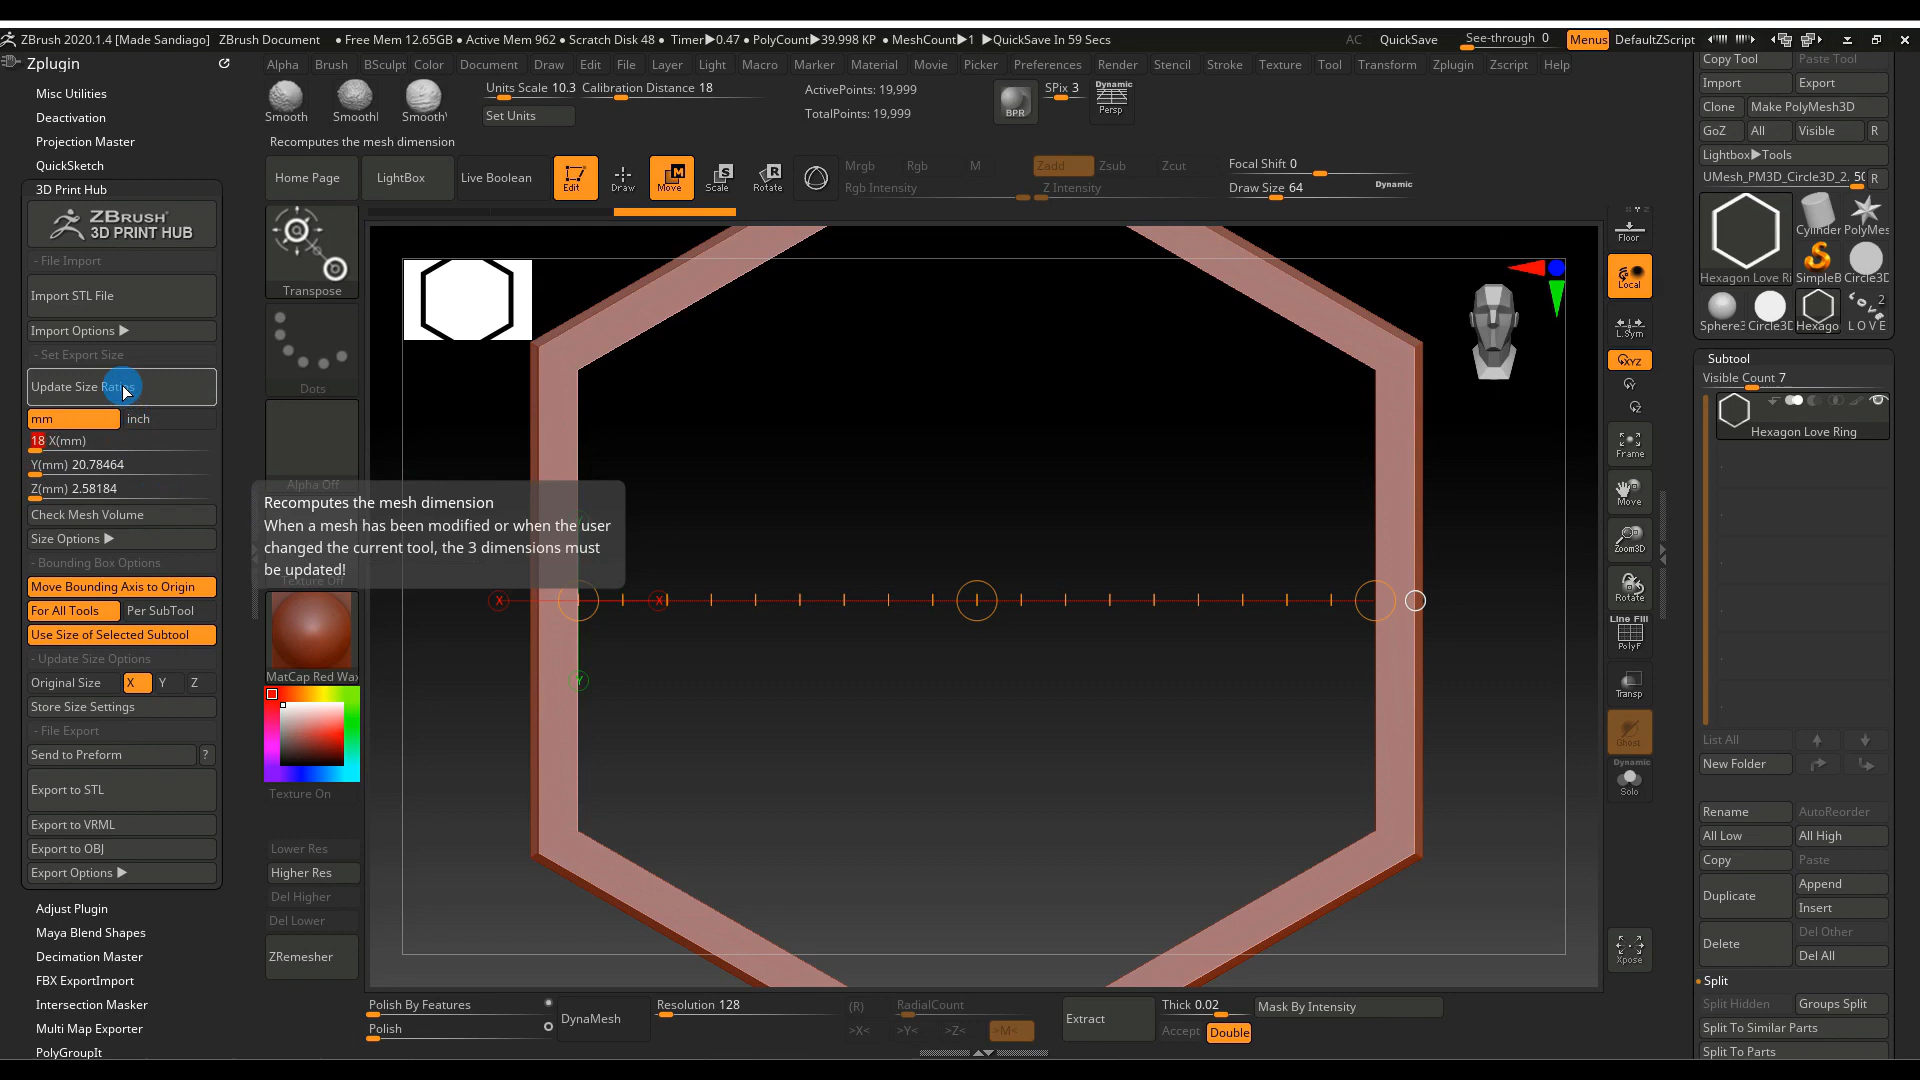 ZBrush 2020.1.4 [Made Sandiago] ZBrush Document • Free Mem 12.65GB • Active Mem 962 • Scratch Disk 48 • Timer▶0.47 • PolyCount▶39.998 KP • MeshCount▶1 ▶QuickSave In 59 Secs AC QuickSave See-through 0 Menus DefaultZScript
Zplugin
Alpha Brush BSculpt Color Document Draw Edit File Layer Light Macro Marker Material Movie Picker Preferences Render Stencil Stroke Texture Tool Transform Zplugin Zscript Help
Misc Utilities
Deactivation
Projection Master
QuickSketch
3D Print Hub
ZBRUSH
3D PRINT HUB
- File Import
Import STL File
Import Options ▶
- Set Export Size
Update Size Ratios
mm inch
18 X(mm)
Y(mm) 20.78464
Z(mm) 2.58184
Check Mesh Volume
Size Options ▶
- Bounding Box Options
Move Bounding Axis to Origin
For All Tools Per SubTool
Use Size of Selected Subtool
- Update Size Options
Original Size X Y Z
Store Size Settings
- File Export
Send to Preform ?
Export to STL
Export to VRML
Export to OBJ
Export Options ▶
Adjust Plugin
Maya Blend Shapes
Decimation Master
FBX ExportImport
Intersection Masker
Multi Map Exporter
PolyGroupIt
Smooth Smooth Smooth
Units Scale 10.3 Calibration Distance 18
Set Units
ActivePoints: 19,999
TotalPoints: 19,999
BPR SPix 3 Dynamic
Persp
Recomputes the mesh dimension
Home Page LightBox Live Boolean Edit Draw Move Scale Rotate
Mrgb Rgb M Zadd Zsub Zcut
Rgb Intensity Z Intensity
Focal Shift 0
Draw Size 64 Dynamic
Transpose
Dots
Alpha Off
Recomputes the mesh dimension
When a mesh has been modified or when the user
changed the current tool, the 3 dimensions must
be updated!
Texture Off
X X Y
MatCap Red Wax
Texture On
Lower Res
Higher Res
Del Higher
Del Lower
ZRemesher
Polish By Features
Polish
DynaMesh
Resolution 128
(R) RadialCount
>X< >Y< >Z< >M<
Extract
Thick 0.02
Accept Double
Mask By Intensity
Floor
Local
L.Sym
XYZ
Y
Z
Frame
Move
Zoom3D
Rotate
Line Fill
PolyF
Transp
Ghost
Dynamic
Solo
Xpose
Copy Tool Paste Tool
Import Export
Clone Make PolyMesh3D
GoZ All Visible R
Lightbox▶Tools
UMesh_PM3D_Circle3D_2. 50 R
Hexagon Love Ri Cylinder PolyMes
SimpleB Circle3D
Sphere3 Circle3D Hexago 2
L O V E
Subtool
Visible Count 7
Hexagon Love Ring
List All
New Folder
Rename AutoReorder
All Low All High
Copy Paste
Duplicate Append
Insert
Delete Del Other
Del All
Split
Split Hidden Groups Split
Split To Similar Parts
Split To Parts